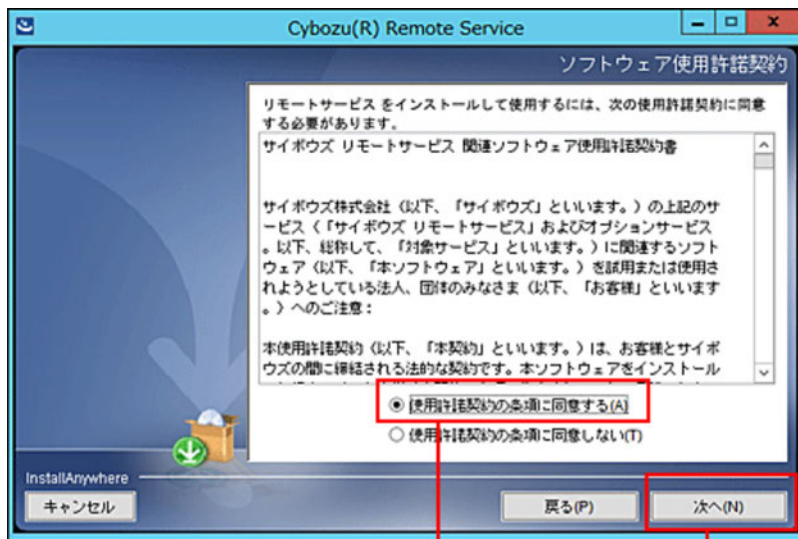 Cybozu(R) Remote Service
ソフトウェア使用許諾契約
リモートサービス をインストールして使用するには、次の使用許諾契約に同意
する必要があります。
サイボウズ リモートサービス 関連ソフトウェア使用許諾契約書
サイボウズ株式会社（以下、「サイボウズ」といいます。）の上記のサ
ービス（「サイボウズ リモートサービス」およびオプションサービス
。以下、総称して、「対象サービス」といいます。）に関連するソフト
ウェア（以下、「本ソフトウェア」といいます。）を試用または使用さ
れようとしている法人、団体のみなさま（以下、「お客様」といいます
。）へのご注意：
本使用許諾契約（以下、「本契約」といいます。）は、お客様とサイボ
ウズの間に締結される法的な契約です。本ソフトウェアをインストール
使用許諾契約の条項に同意する(A)
使用許諾契約の条項に同意しない(T)
InstallAnywhere
キャンセル
戻る(P)
次へ(N)